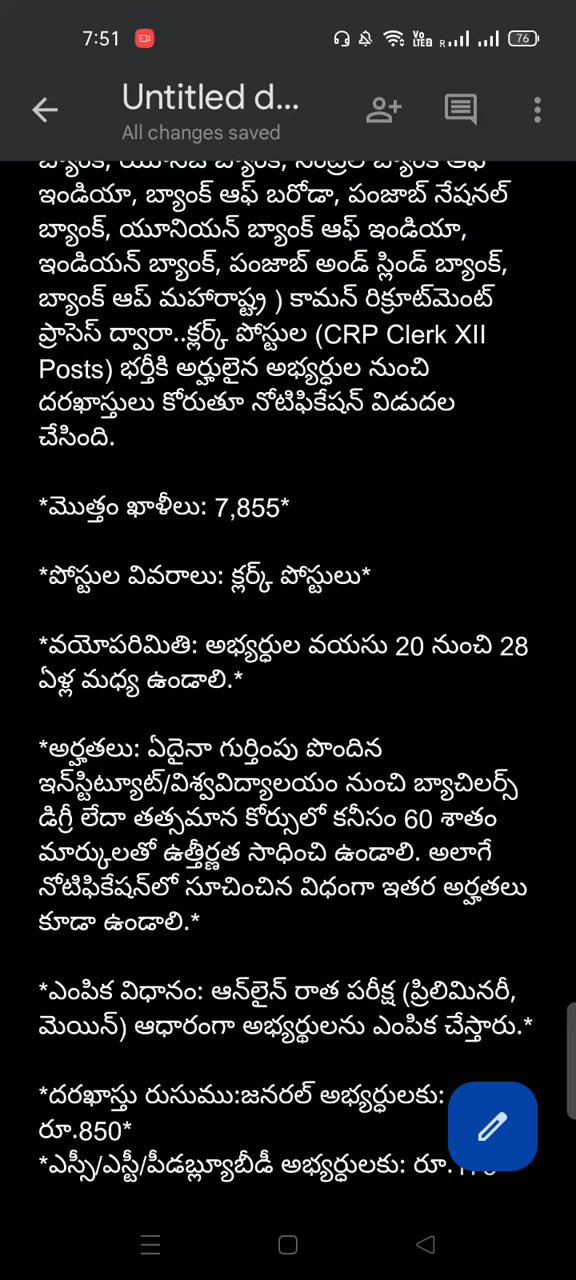 7:51
76
Untitled d...
All changes saved
బ్యాంక్, యూనిబ్ బ్యాంక్, సెంట్రల్ బ్యాంక్ ఆఫ్
ఇండియా, బ్యాంక్ ఆఫ్ బరోడా, పంజాబ్ నేషనల్
బ్యాంక్, యూనియన్ బ్యాంక్ ఆఫ్ ఇండియా,
ఇండియన్ బ్యాంక్, పంజాబ్ అండ్ స్లింద్ బ్యాంక్,
బ్యాంక్ ఆప్ మహారాష్ట్ర ) కామన్ రిక్రూట్‌మెంట్
ప్రాసెస్ ద్వారా..క్లర్క్ పోస్టుల (CRP Clerk XII
Posts) భర్తీకి అర్హులైన అభ్యర్ధుల నుంచి
దరఖాస్తులు కోరుతూ నోటిఫికేషన్ విడుదల
చేసింది.
*మొత్తం ఖాళీలు: 7,855*
*పోస్టుల వివరాలు: క్లర్క్ పోస్టులు*
*వయోపరిమితి: అభ్యర్ధుల వయసు 20 నుంచి 28
ఏళ్ల మధ్య ఉండాలి.*
*అర్హతలు: ఏదైనా గుర్తింపు పొందిన
ఇన్‌స్టిట్యూట్/విశ్వవిద్యాలయం నుంచి బ్యాచిలర్స్
డిగ్రీ లేదా తత్సమాన కోర్సులో కనీసం 60 శాతం
మార్కులతో ఉత్తీర్ణత సాధించి ఉండాలి. అలాగే
నోటిఫికేషన్‌లో సూచించిన విధంగా ఇతర అర్హతలు
కూడా ఉండాలి.*
*ఎంపిక విధానం: ఆన్‌లైన్ రాత పరీక్ష (ప్రిలిమినరీ,
మెయిన్) ఆధారంగా అభ్యర్థులను ఎంపిక చేస్తారు.*
*దరఖాస్తు రుసుము:జనరల్ అభ్యర్ధులకు:
రూ.850*
*ఎస్సీ/ఎస్టీ/పీడబ్ల్యూబీడీ అభ్యర్ధులకు: రూ.